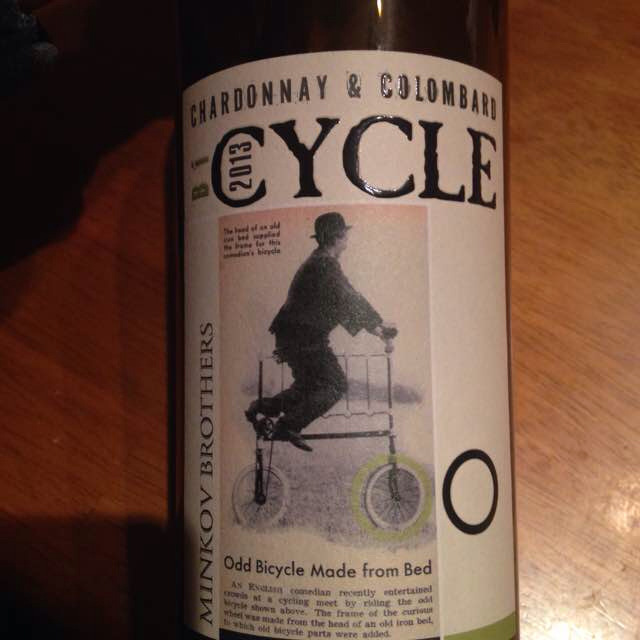 CHARDONNAY & COLOMBARD
B
2013
CYCLE
The head of an old
iron bed supplied
the frame for this
comedian's bicycle
MINKOV BROTHERS
O
Odd Bicycle Made from Bed
AN ENGLISH comedian recently entertained
crowds at a cycling meet by riding the odd
bicycle shown above. The frame of the curious
wheel was made from the head of an old iron bed,
to which old bicycle parts were added.